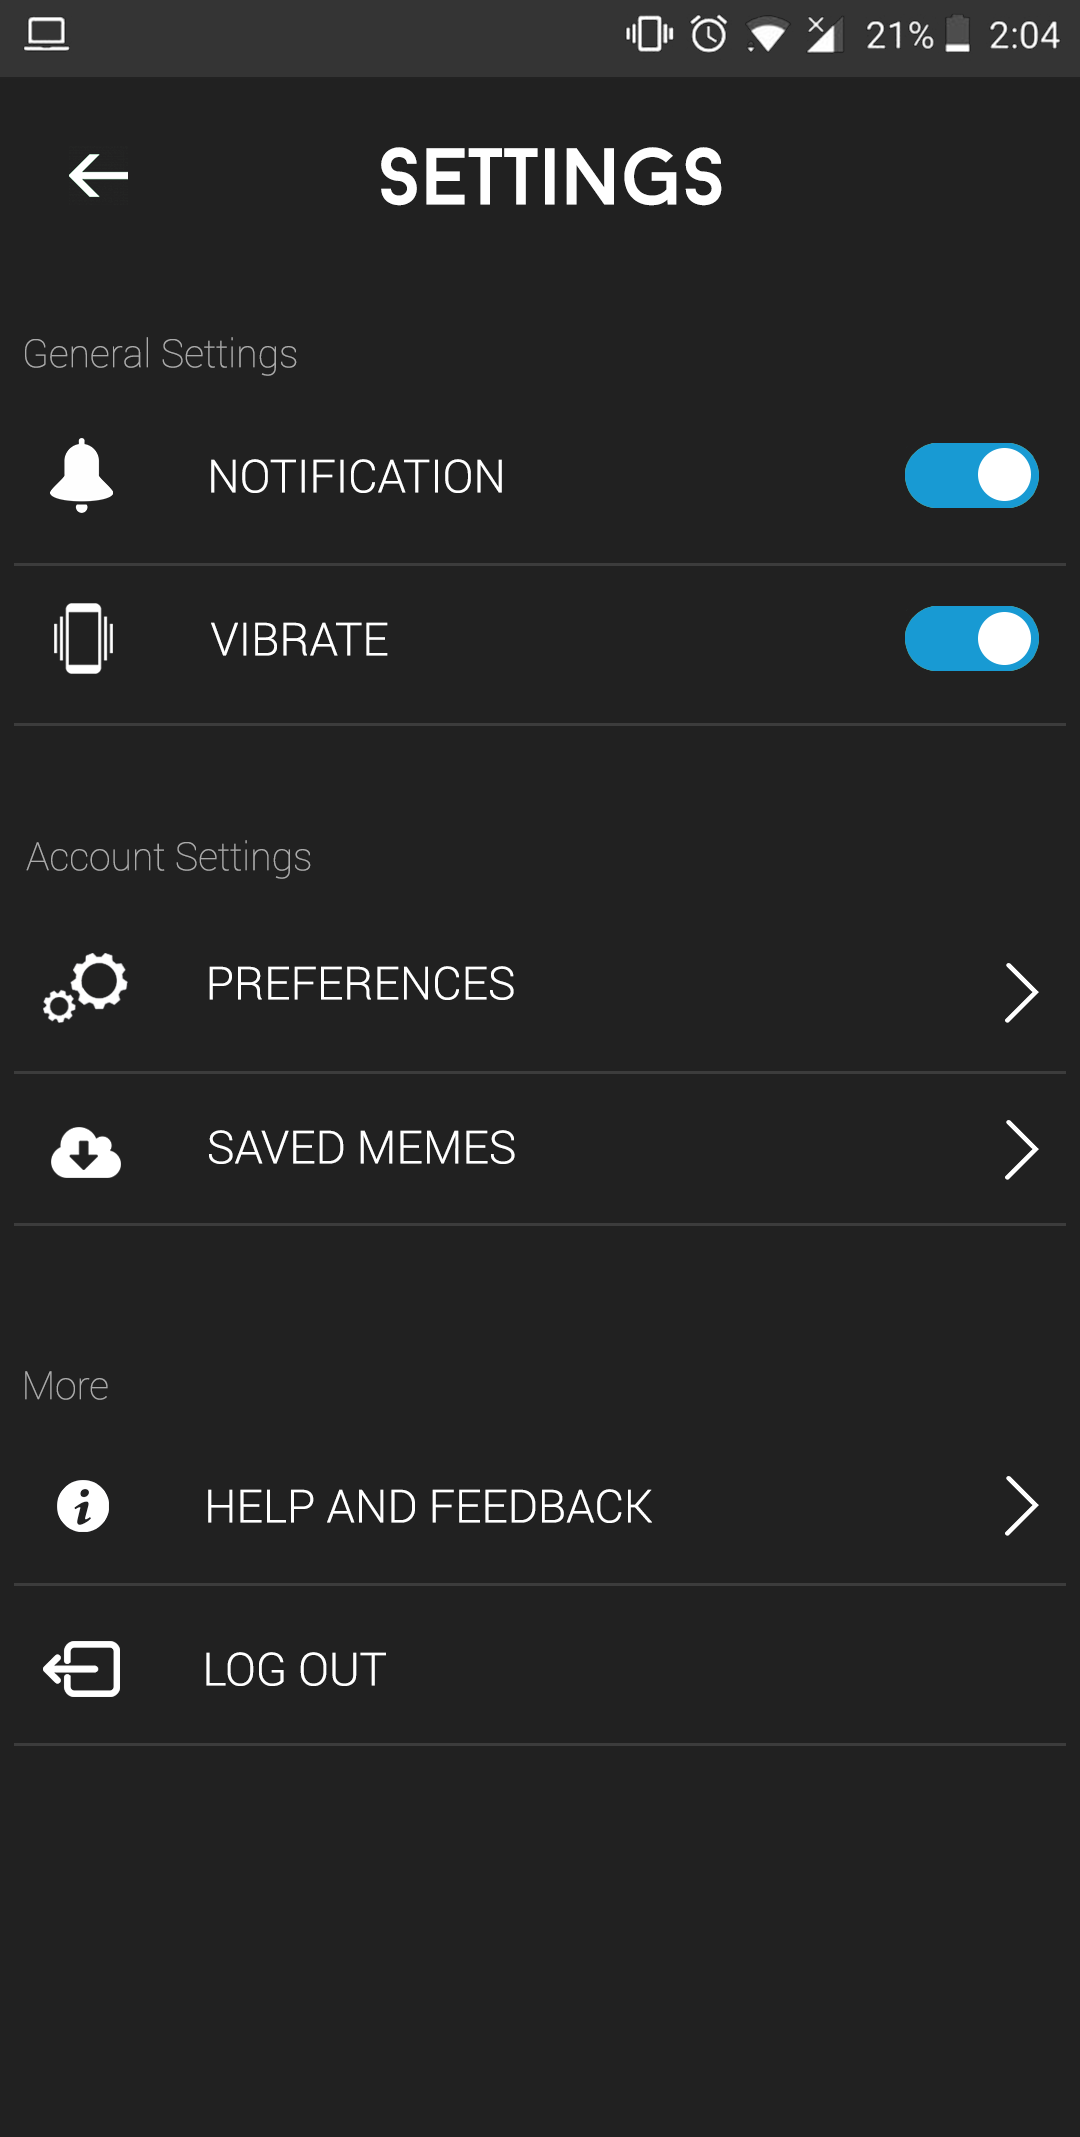 21% 2:04
SETTINGS
General Settings
NOTIFICATION
VIBRATE
Account Settings
PREFERENCES
SAVED MEMES
More
HELP AND FEEDBACK
LOG OUT